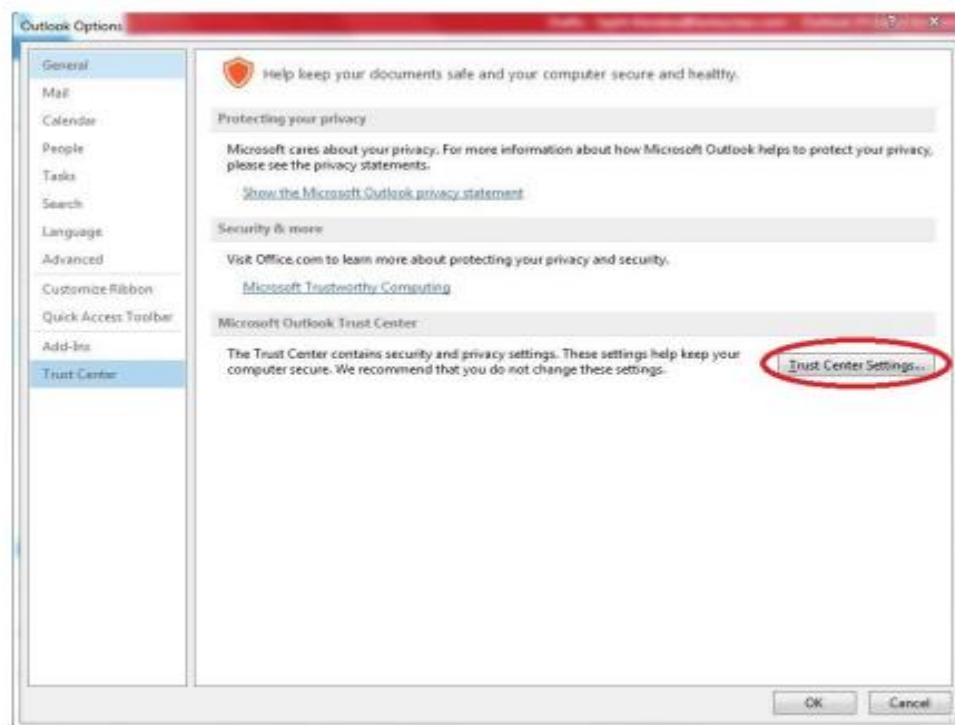 Outlook Options
General
Mail
Calendar
People
Tasks
Search
Language
Advanced
Customize Ribbon
Quick Access Toolbar
Add-Ins
Trust Center
Help keep your documents safe and your computer secure and healthy.
Protecting your privacy
Microsoft cares about your privacy. For more information about how Microsoft Outlook helps to protect your privacy,
please see the privacy statements.
Show the Microsoft Outlook privacy statement
Security & more
Visit Office.com to learn more about protecting your privacy and security.
Microsoft Trustworthy Computing
Microsoft Outlook Trust Center
The Trust Center contains security and privacy settings. These settings help keep your
computer secure. We recommend that you do not change these settings.
Trust Center Settings...
OK
Cancel